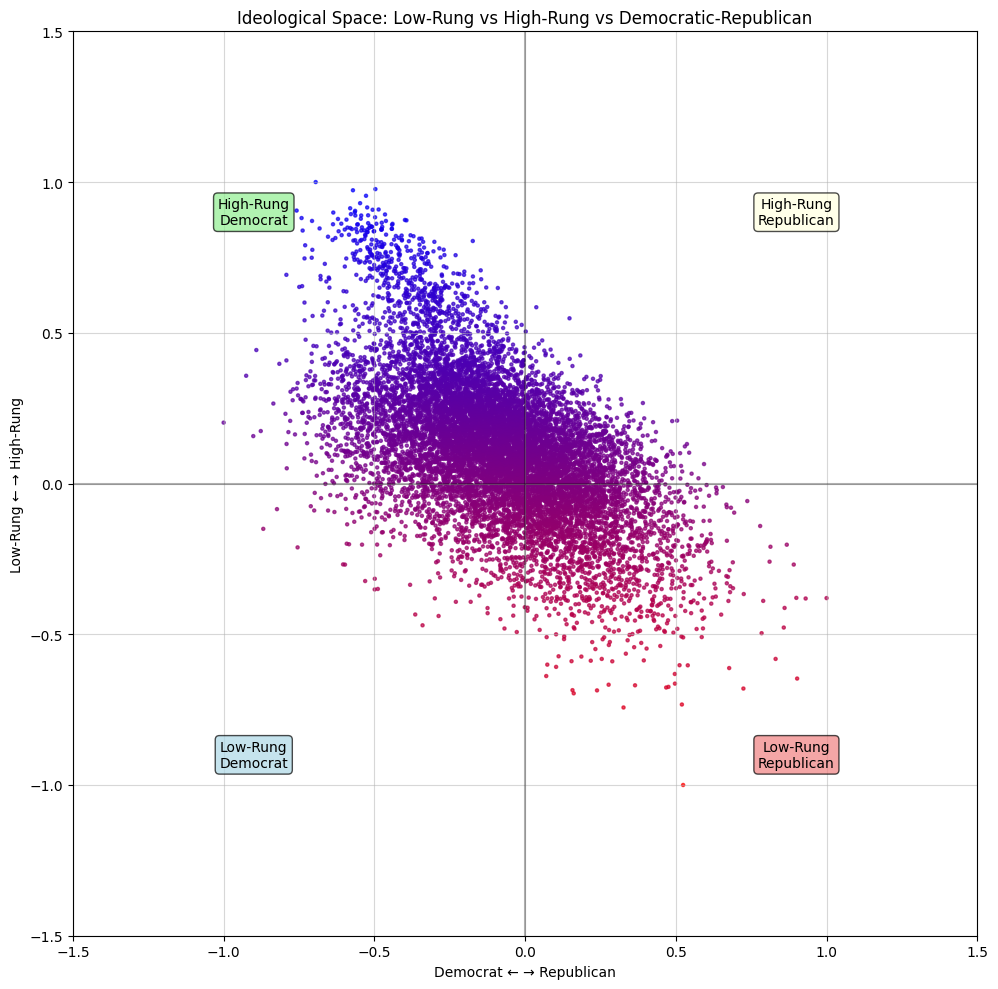 Ideological Space: Low-Rung vs High-Rung vs Democratic-Republican
1.5
1.0
0.5
0.0
−0.5
−1.0
−1.5
Low-Rung ← → High-Rung
High-Rung
Democrat
High-Rung
Republican
Low-Rung
Democrat
Low-Rung
Republican
−1.5
−1.0
−0.5
0.0
0.5
1.0
1.5
Democrat ← → Republican